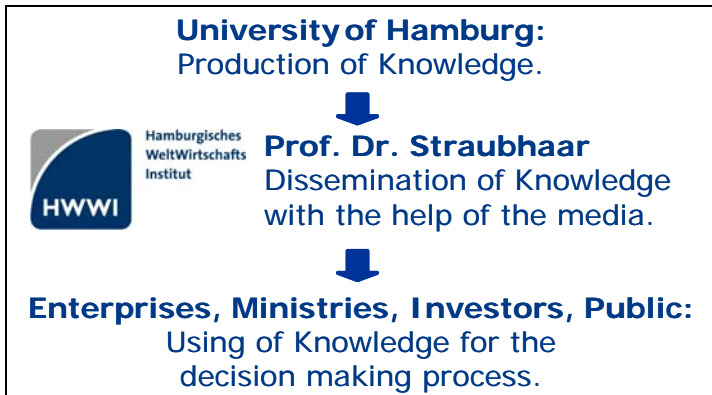 University of Hamburg:
Production of Knowledge.
Hamburgisches
WeltWirtschafts
Institut
HWWI
Prof. Dr. Straubhaar
Dissemination of Knowledge
with the help of the media.
Enterprises, Ministries, Investors, Public:
Using of Knowledge for the
decision making process.